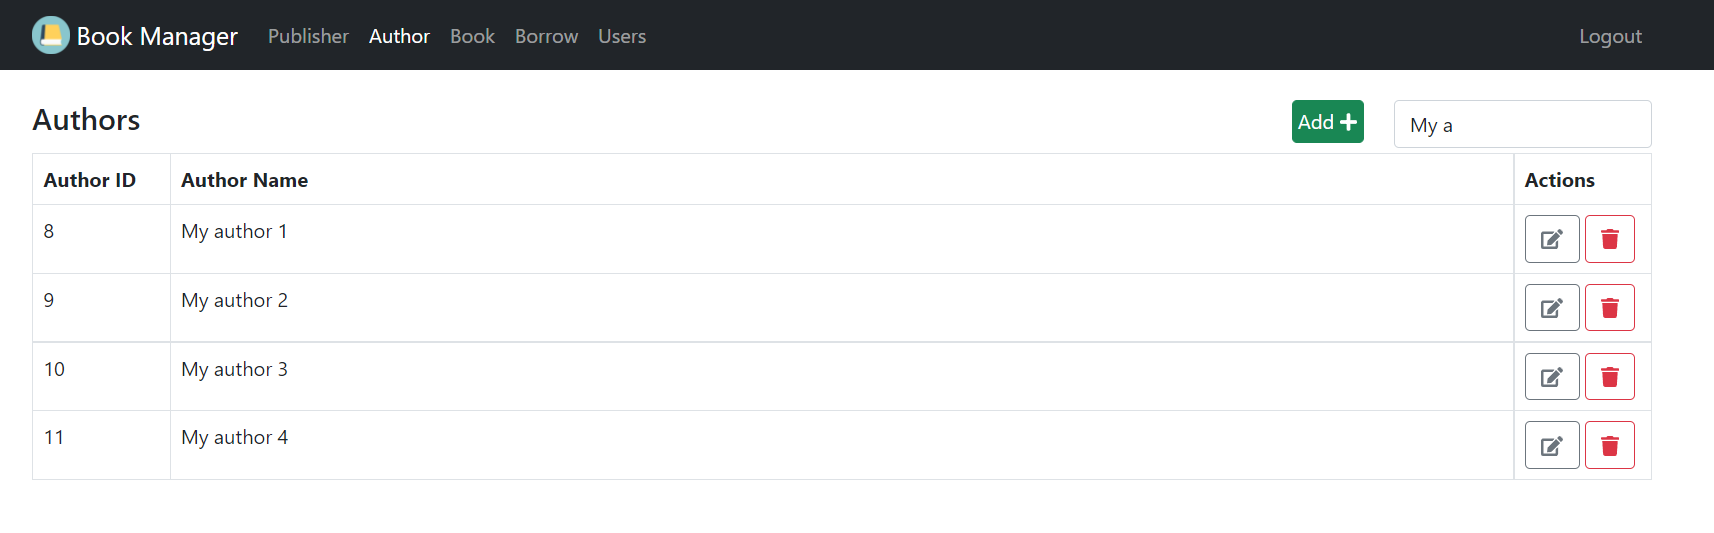 Book Manager Publisher Author Book Borrow Users Logout
Authors Add My a
Author ID Author Name Actions
8 My author 1
9 My author 2
10 My author 3
11 My author 4